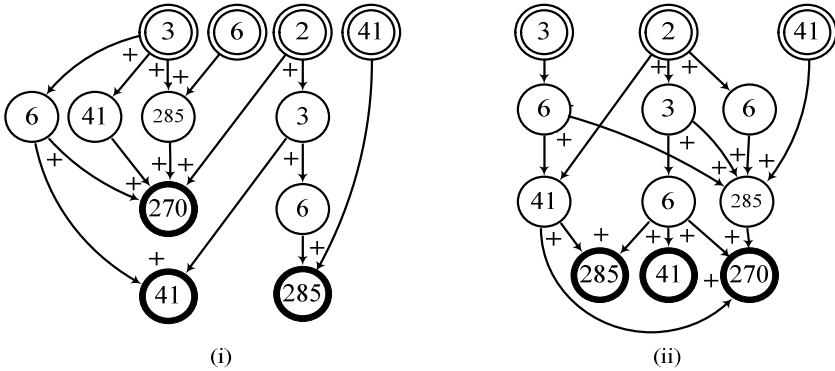 3 6 2 41 3 2 41
+ + + + + + +
6 41 285 3 6 3 6
+ + + + + + + + + +
270 6 41 6 285
+ + + + + + +
41 285 285 41 270
(i) (ii)